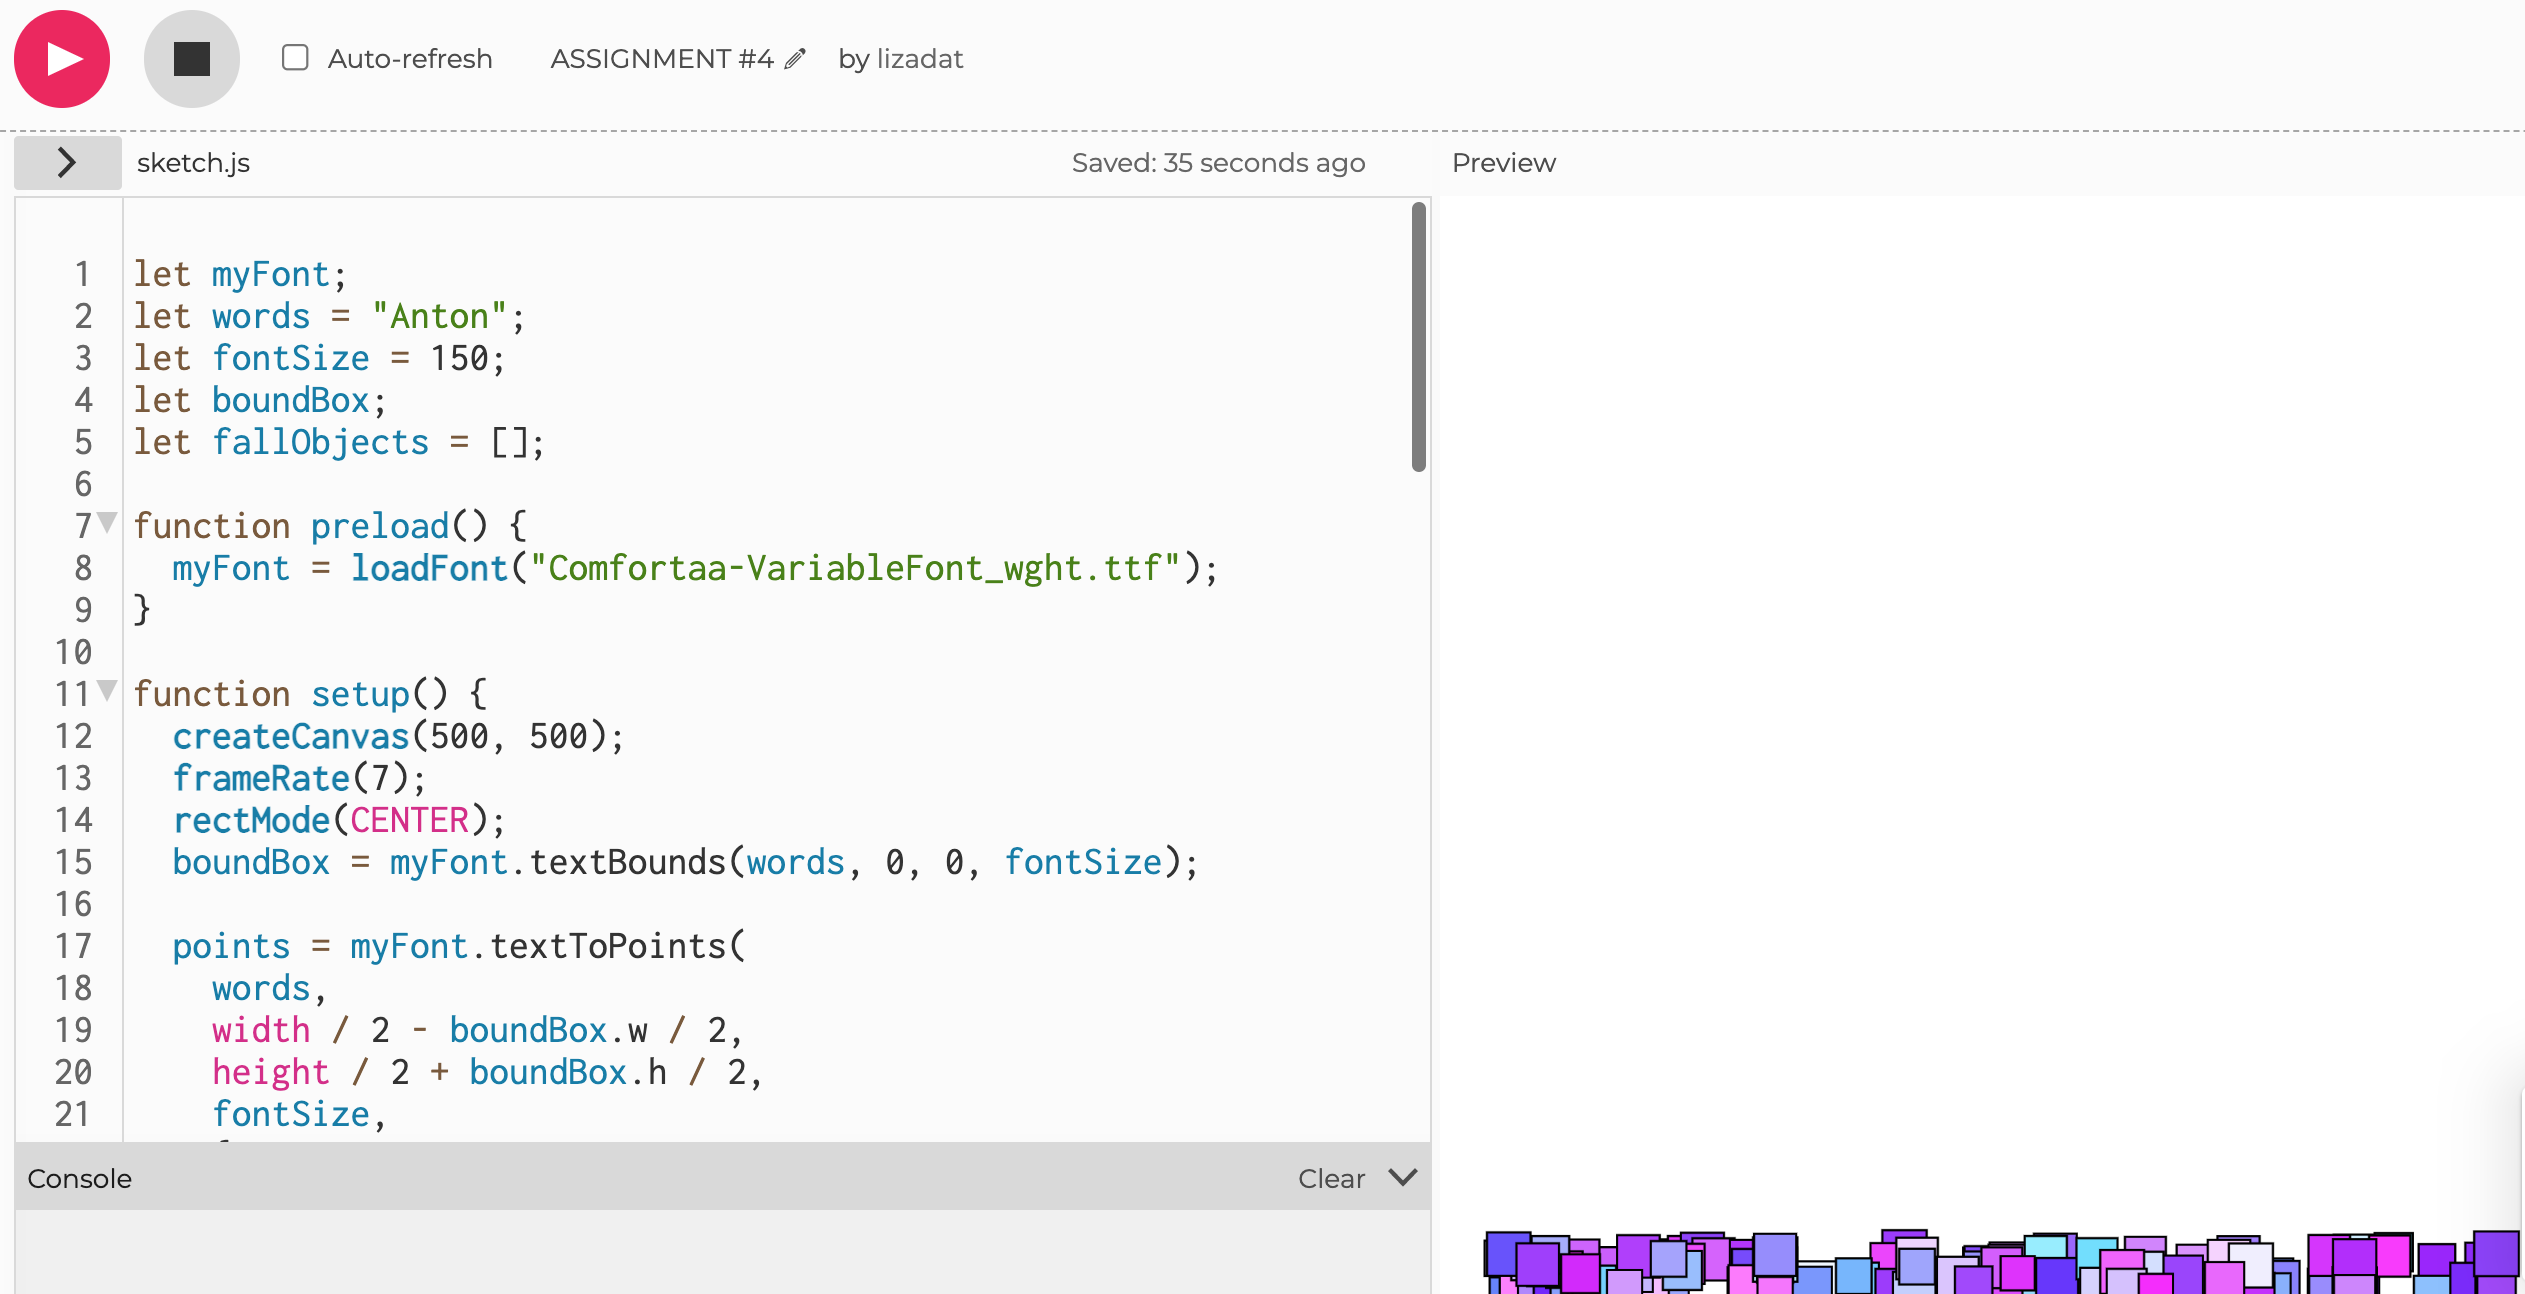 Auto-refresh ASSIGNMENT #4 by lizadat
sketch.js Saved: 35 seconds ago Preview
1 let myFont;
2 let words = "Anton";
3 let fontSize = 150;
4 let boundBox;
5 let fallObjects = [];
6
7 function preload() {
8 myFont = loadFont("Comfortaa-VariableFont_wght.ttf");
9 }
10
11 function setup() {
12 createCanvas(500, 500);
13 frameRate(7);
14 rectMode(CENTER);
15 boundBox = myFont.textBounds(words, 0, 0, fontSize);
16
17 points = myFont.textToPoints(
18 words,
19 width / 2 - boundBox.w / 2,
20 height / 2 + boundBox.h / 2,
21 fontSize,
Console Clear